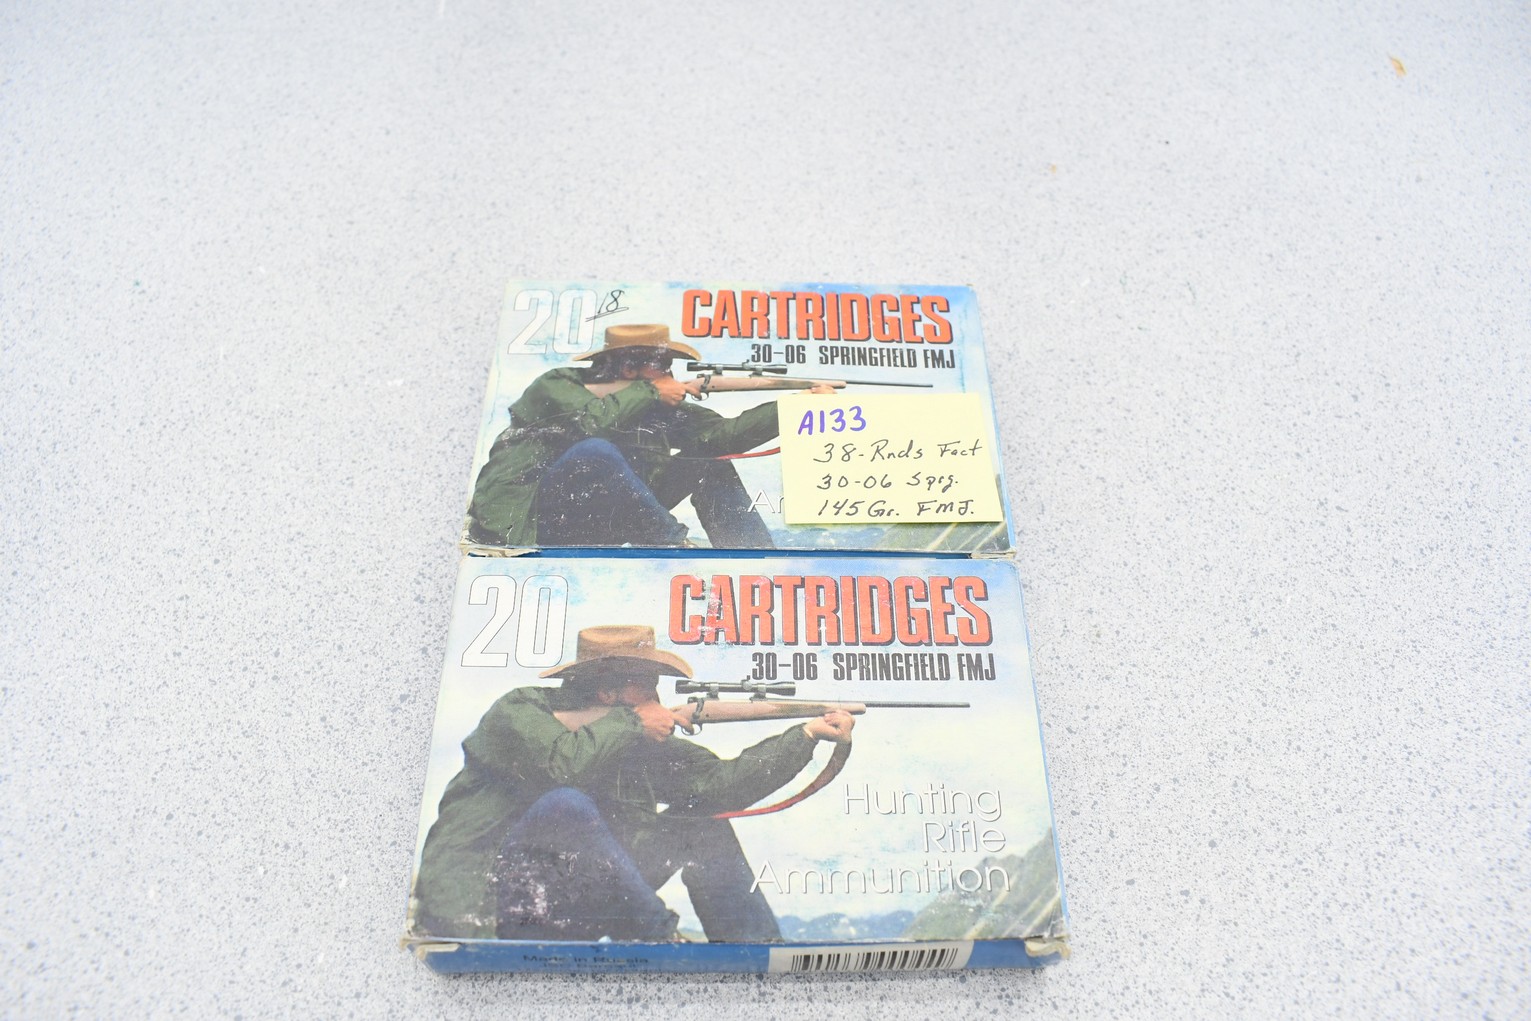 20 18
CARTRIDGES
.30-06 SPRINGFIELD FMJ
A133
38-Rnds Fact
30-06 Sprg.
145 Gr. FMJ.
20
CARTRIDGES
.30-06 SPRINGFIELD FMJ
Hunting
Rifle
Ammunition
Made in Russia